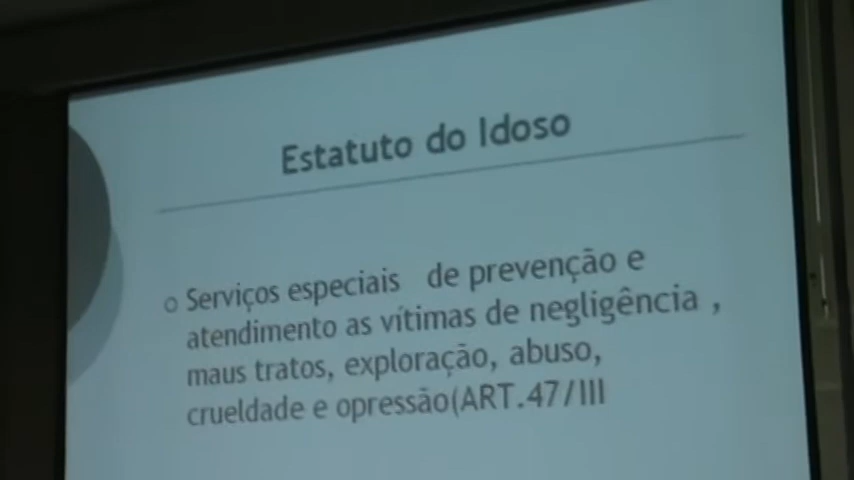 Estatuto do Idoso
Serviços especiais de prevenção e
atendimento as vítimas de negligência ,
maus tratos, exploração, abuso,
crueldade e opressão(ART.47/III